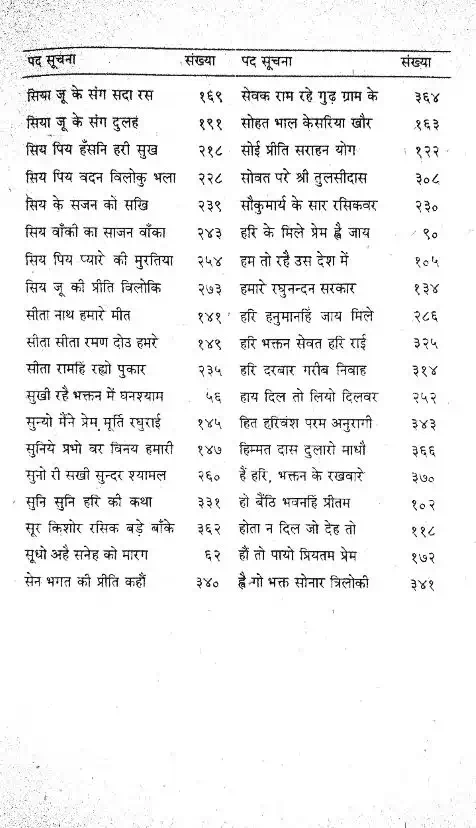 पद सूचना संख्या पद सूचना संख्या
सिया जू के संग सदा रस १६९ सेवक राम रहे गुढ़ ग्राम के ३६४
सिया जू के संग दुलह १९१ सोहत भाल केसरिया खौर १६३
सिय पिय हँसनि हरी सुख २१८ सोई प्रीति सराहन योग १२२
सिय पिय वदन विलोकु भला २२८ सोवत परे श्री तुलसीदास ३०८
सिय के सजन को सखि २३९ सौकुमार्य के सार रसिकवर २३०
सिय वाँकी का साजन वाँका २४३ हरि के मिले प्रेम ह्वै जाय ९०
सिय पिय प्यारे की मुरतिया २५४ हम तो रहै उस देश में १०५
सिय जू की प्रीति विलोकि २७३ हमारे रघुनन्दन सरकार १३४
सीता नाथ हमारे मीत १४१ हरि हनुमानहिं जाय मिले २८६
सीता सीता रमण दोउ हमरे १४९ हरि भक्तन सेवत हरि राई ३२५
सीता रामहिं रह्यो पुकार २३५ हरि दरबार गरीब निवाह ३१४
सुखी रहै भक्तन में घनश्याम ५६ हाय दिल तो लियो दिलवर २५२
सुन्यो मैंने प्रेम मूर्ति रघुराई १४५ हित हरिवंश परम अनुरागी ३४३
सुनिये प्रभो वर विनय हमारी १४७ हिम्मत दास दुलारो माधौ ३६६
सुनो री सखी सुन्दर श्यामल २६० हैं हरि, भक्तन के रखवारे ३७०
सुनि सुनि हरि की कथा ३३१ हो बैंठि भवनहिं प्रीतम १०२
सूर किशोर रसिक बड़े बाँके ३६२ होता न दिल जो देह तो ११८
सूधो अहै सनेह को मारग ६२ हौं तो पायो प्रियतम प्रेम १७२
सेन भगत की प्रीति कहौं ३४० ह्वै गो भक्त सोनार त्रिलोकी ३४१